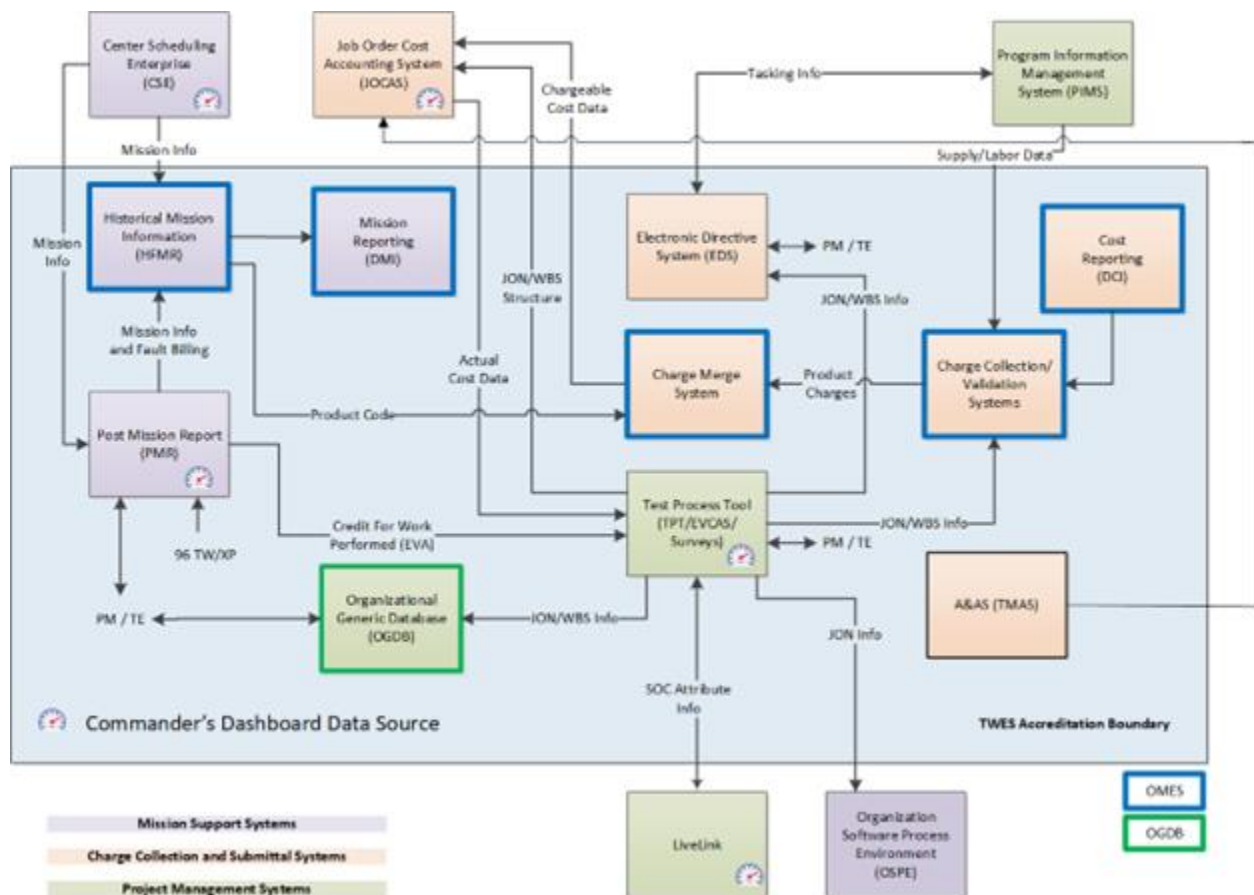 Center Scheduling
Enterprise
(CSE)
Job Order Cost
Accounting System
(JOCAS)
Program Information
Management
System (PIMS)
Tasking Info
Chargeable
Cost Data
Mission Info
Supply/Labor Data
Historical Mission
Information
(HFMR)
Mission
Reporting
(DMI)
Electronic Directive
System (EDS)
PM / TE
Cost
Reporting
(DCI)
Mission
Info
JON/WBS
Structure
JON/WBS Info
Mission Info
and Fault Billing
Actual
Cost Data
Charge Merge
System
Product
Charges
Charge Collection/
Validation
Systems
Product Code
Post Mission Report
(PMR)
Test Process Tool
(TPT/EVCAS/
Surveys)
Credit For Work
Performed (EVA)
JON/WBS Info
PM / TE
96 TW/XP
Organizational
Generic Database
(OGDB)
A&AS (TMAS)
PM / TE
JON/WBS Info
JON Info
SOC Attribute
Info
Commander's Dashboard Data Source
TWES Accreditation Boundary
OMES
OGDB
LiveLink
Organization
Software Process
Environment
(OSPE)
Mission Support Systems
Charge Collection and Submittal Systems
Project Management Systems